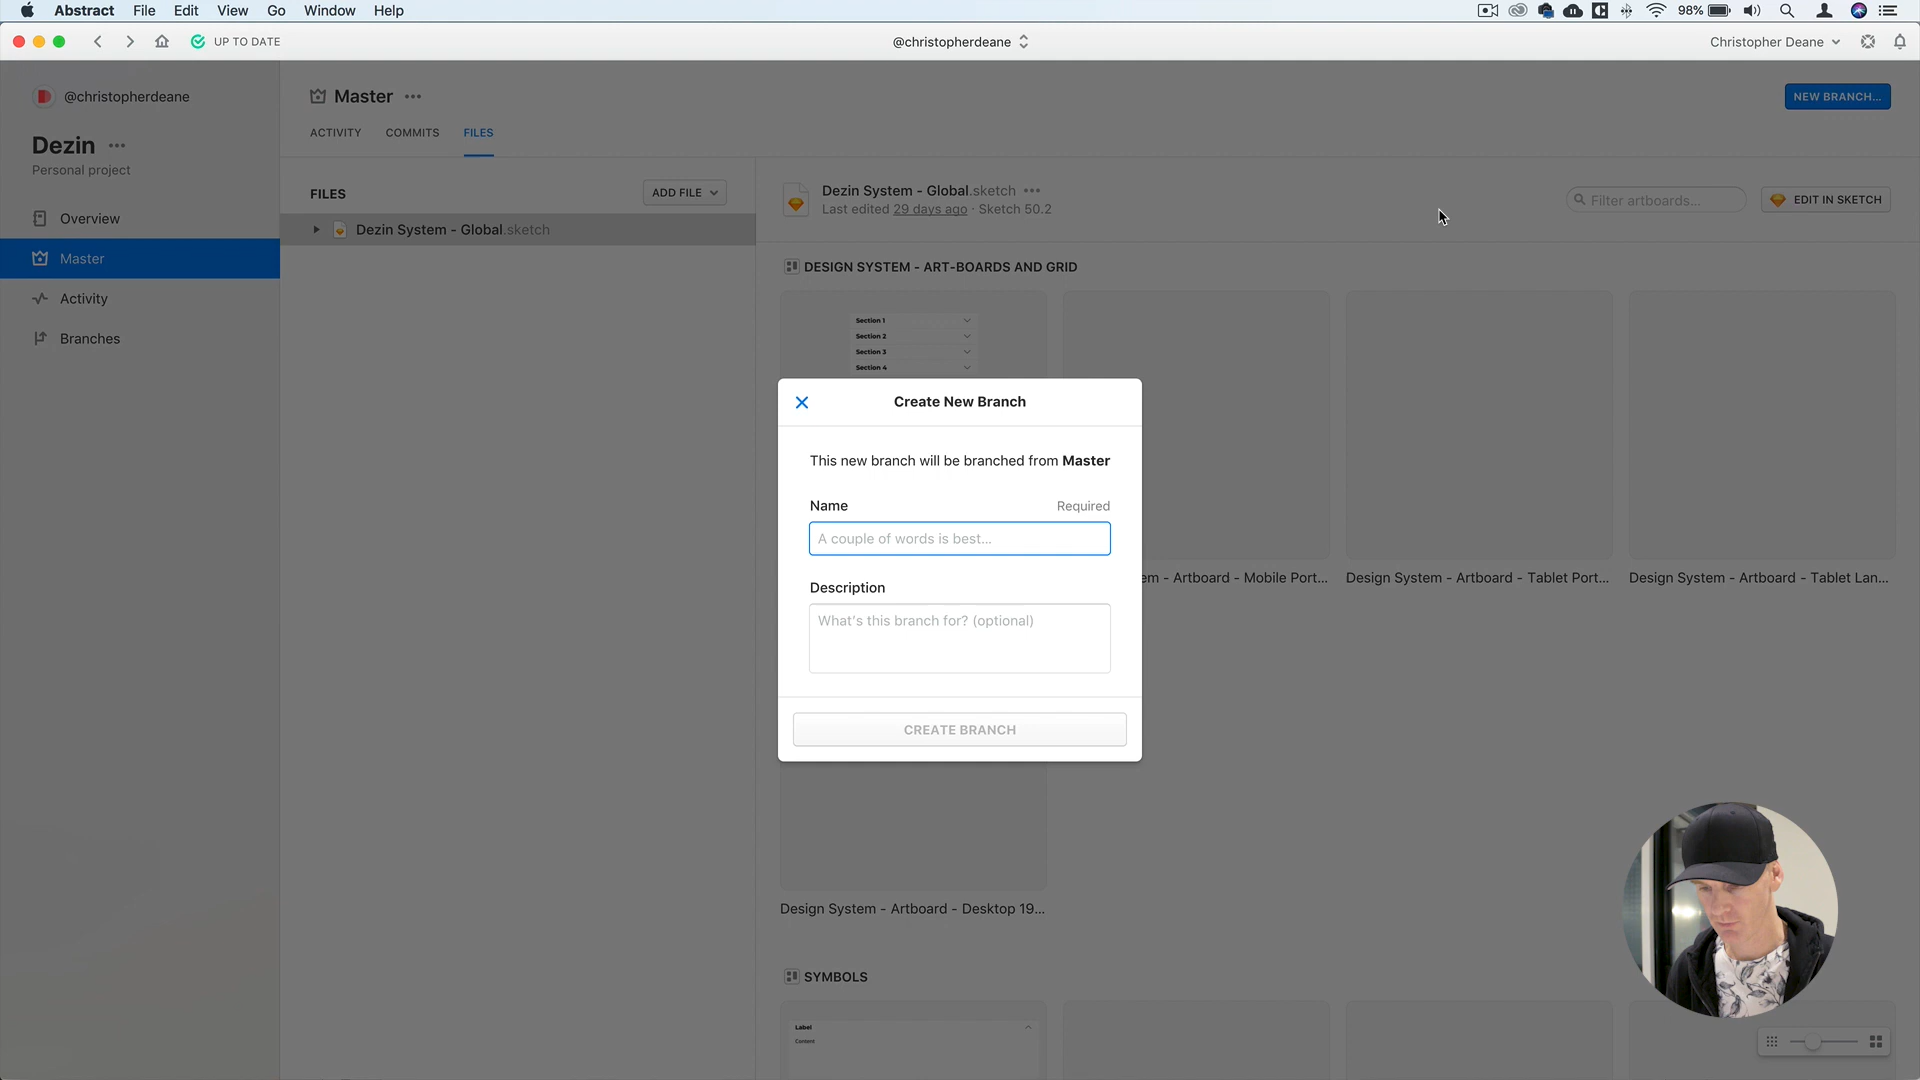 Abstract File Edit View Go Window Help 98%
UP TO DATE @christopherdeane Christopher Deane
@christopherdeane
Dezin
Personal project
Overview
Master
Activity
Branches
Master
NEW BRANCH...
ACTIVITY COMMITS FILES
FILES ADD FILE
Dezin System - Global.sketch
Dezin System - Global.sketch
Last edited 29 days ago · Sketch 50.2
Filter artboards...
EDIT IN SKETCH
DESIGN SYSTEM - ART-BOARDS AND GRID
Section 1
Section 2
Section 3
Section 4
em - Artboard - Mobile Port...
Design System - Artboard - Tablet Port...
Design System - Artboard - Tablet Lan...
Create New Branch
This new branch will be branched from Master
Name Required
A couple of words is best...
Description
What's this branch for? (optional)
CREATE BRANCH
Design System - Artboard - Desktop 19...
SYMBOLS
Label
Content